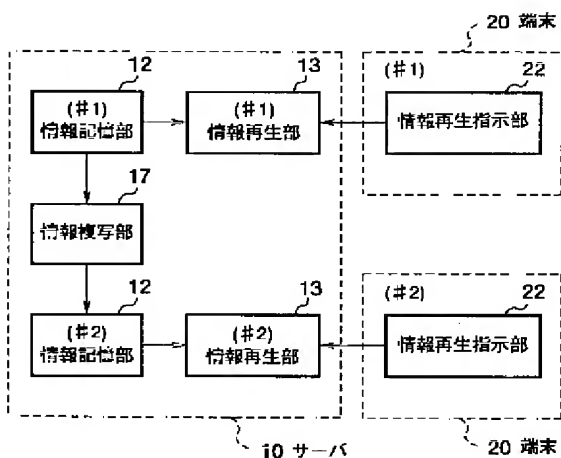 20 端末
12
13
(#1)
22
(#1)
情報記憶部
(#1)
情報再生部
情報再生指示部
17
情報複写部
12
13
(#2)
22
(#2)
情報記憶部
(#2)
情報再生部
情報再生指示部
10 サーバ
20 端末